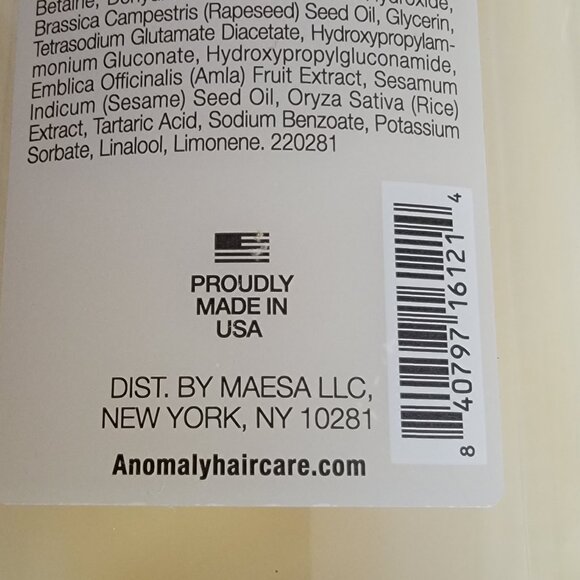 Betaine,
Brassica Campestris (Rapeseed) Seed Oil, Glycerin,
Tetrasodium Glutamate Diacetate, Hydroxypropylam-
monium Gluconate, Hydroxypropylgluconamide,
Emblica Officinalis (Amla) Fruit Extract, Sesamum
Indicum (Sesame) Seed Oil, Oryza Sativa (Rice)
Extract, Tartaric Acid, Sodium Benzoate, Potassium
Sorbate, Linalool, Limonene. 220281
PROUDLY
MADE IN
USA
DIST. BY MAESA LLC,
NEW YORK, NY 10281
Anomalyhaircare.com
8 40797 16121 4